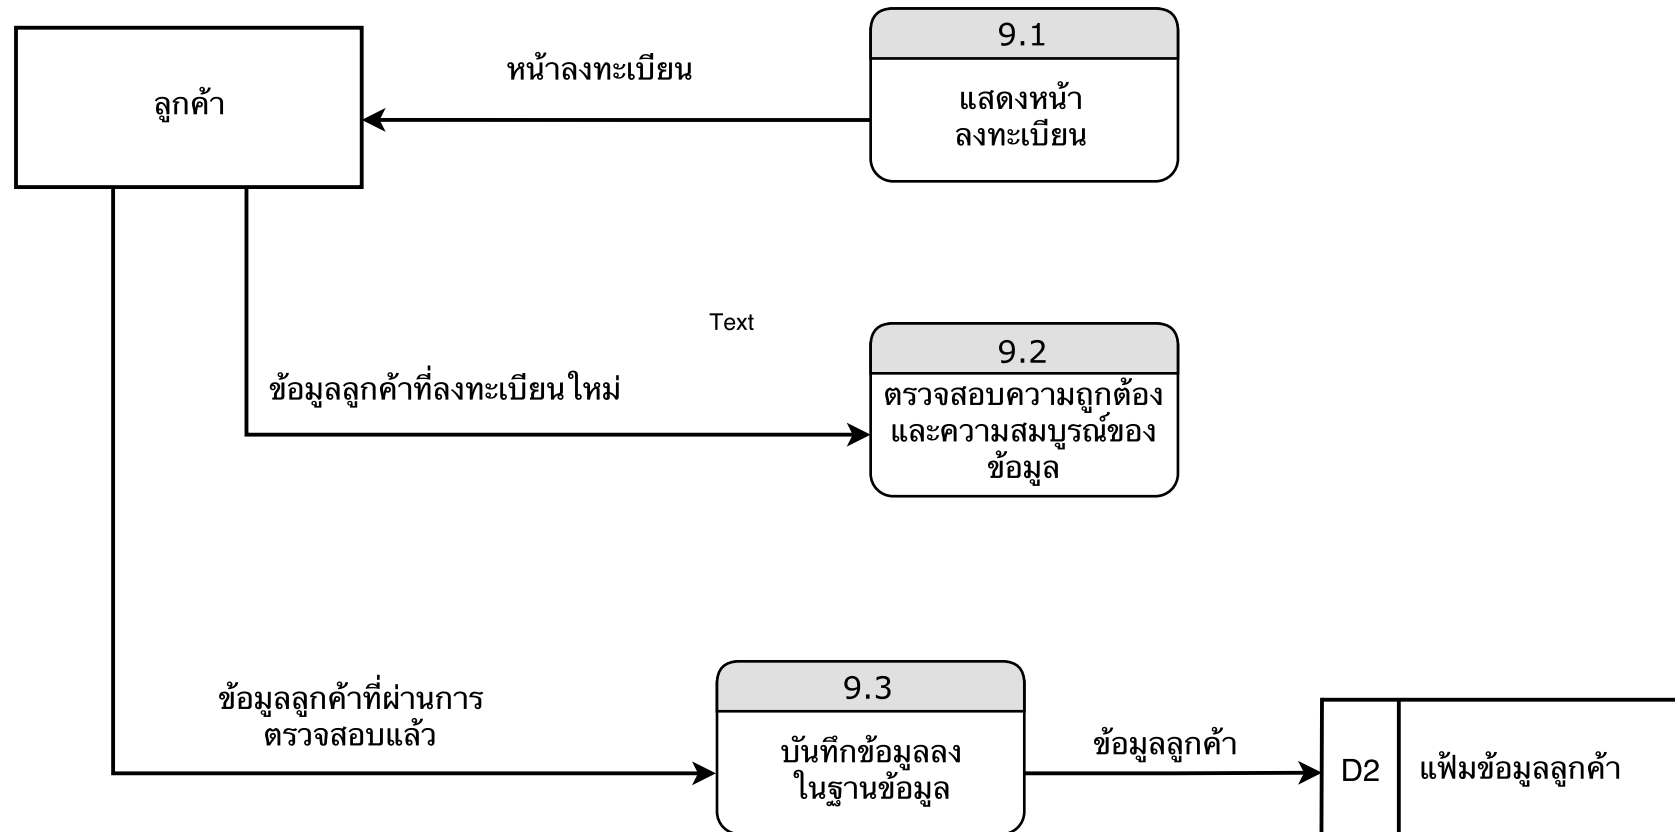 9.1
ลูกค้า
หน้าลงทะเบียน
แสดงหน้า
ลงทะเบียน
Text
9.2
ข้อมูลลูกค้าที่ลงทะเบียนใหม่
ตรวจสอบความถูกต้อง
และความสมบูรณ์ของ
ข้อมูล
9.3
ข้อมูลลูกค้าที่ผ่านการ
ตรวจสอบแล้ว
บันทึกข้อมูลลง
ในฐานข้อมูล
ข้อมูลลูกค้า
D2
แฟ้มข้อมูลลูกค้า